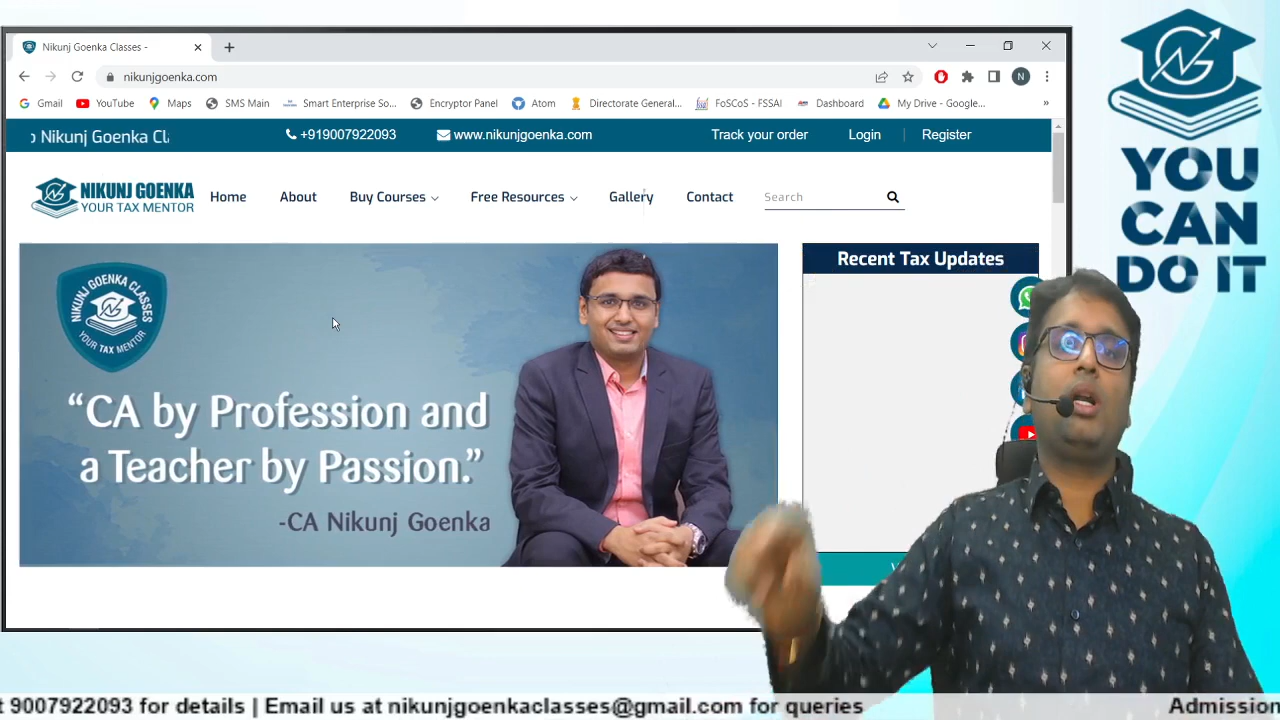 Nikunj Goenka Classes -
nikunjgoenka.com
N
Gmail
YouTube
Maps
SMS Main
Smart Enterprise So...
Encryptor Panel
Atom
Directorate General...
FoSCoS - FSSAI
Dashboard
My Drive - Google...
»
o Nikunj Goenka Cl
+919007922093
www.nikunjgoenka.com
Track your order
Login
Register
NIKUNJ GOENKA
YOUR TAX MENTOR
Home
About
Buy Courses
Free Resources
Gallery
Contact
Search
NIKUNJ GOENKA CLASSES
YOUR TAX MENTOR
“CA by Profession and
a Teacher by Passion.”
-CA Nikunj Goenka
Recent Tax Updates
YOU
CAN
DO IT
t 9007922093 for details | Email us at nikunjgoenkaclasses@gmail.com for queries
Admission